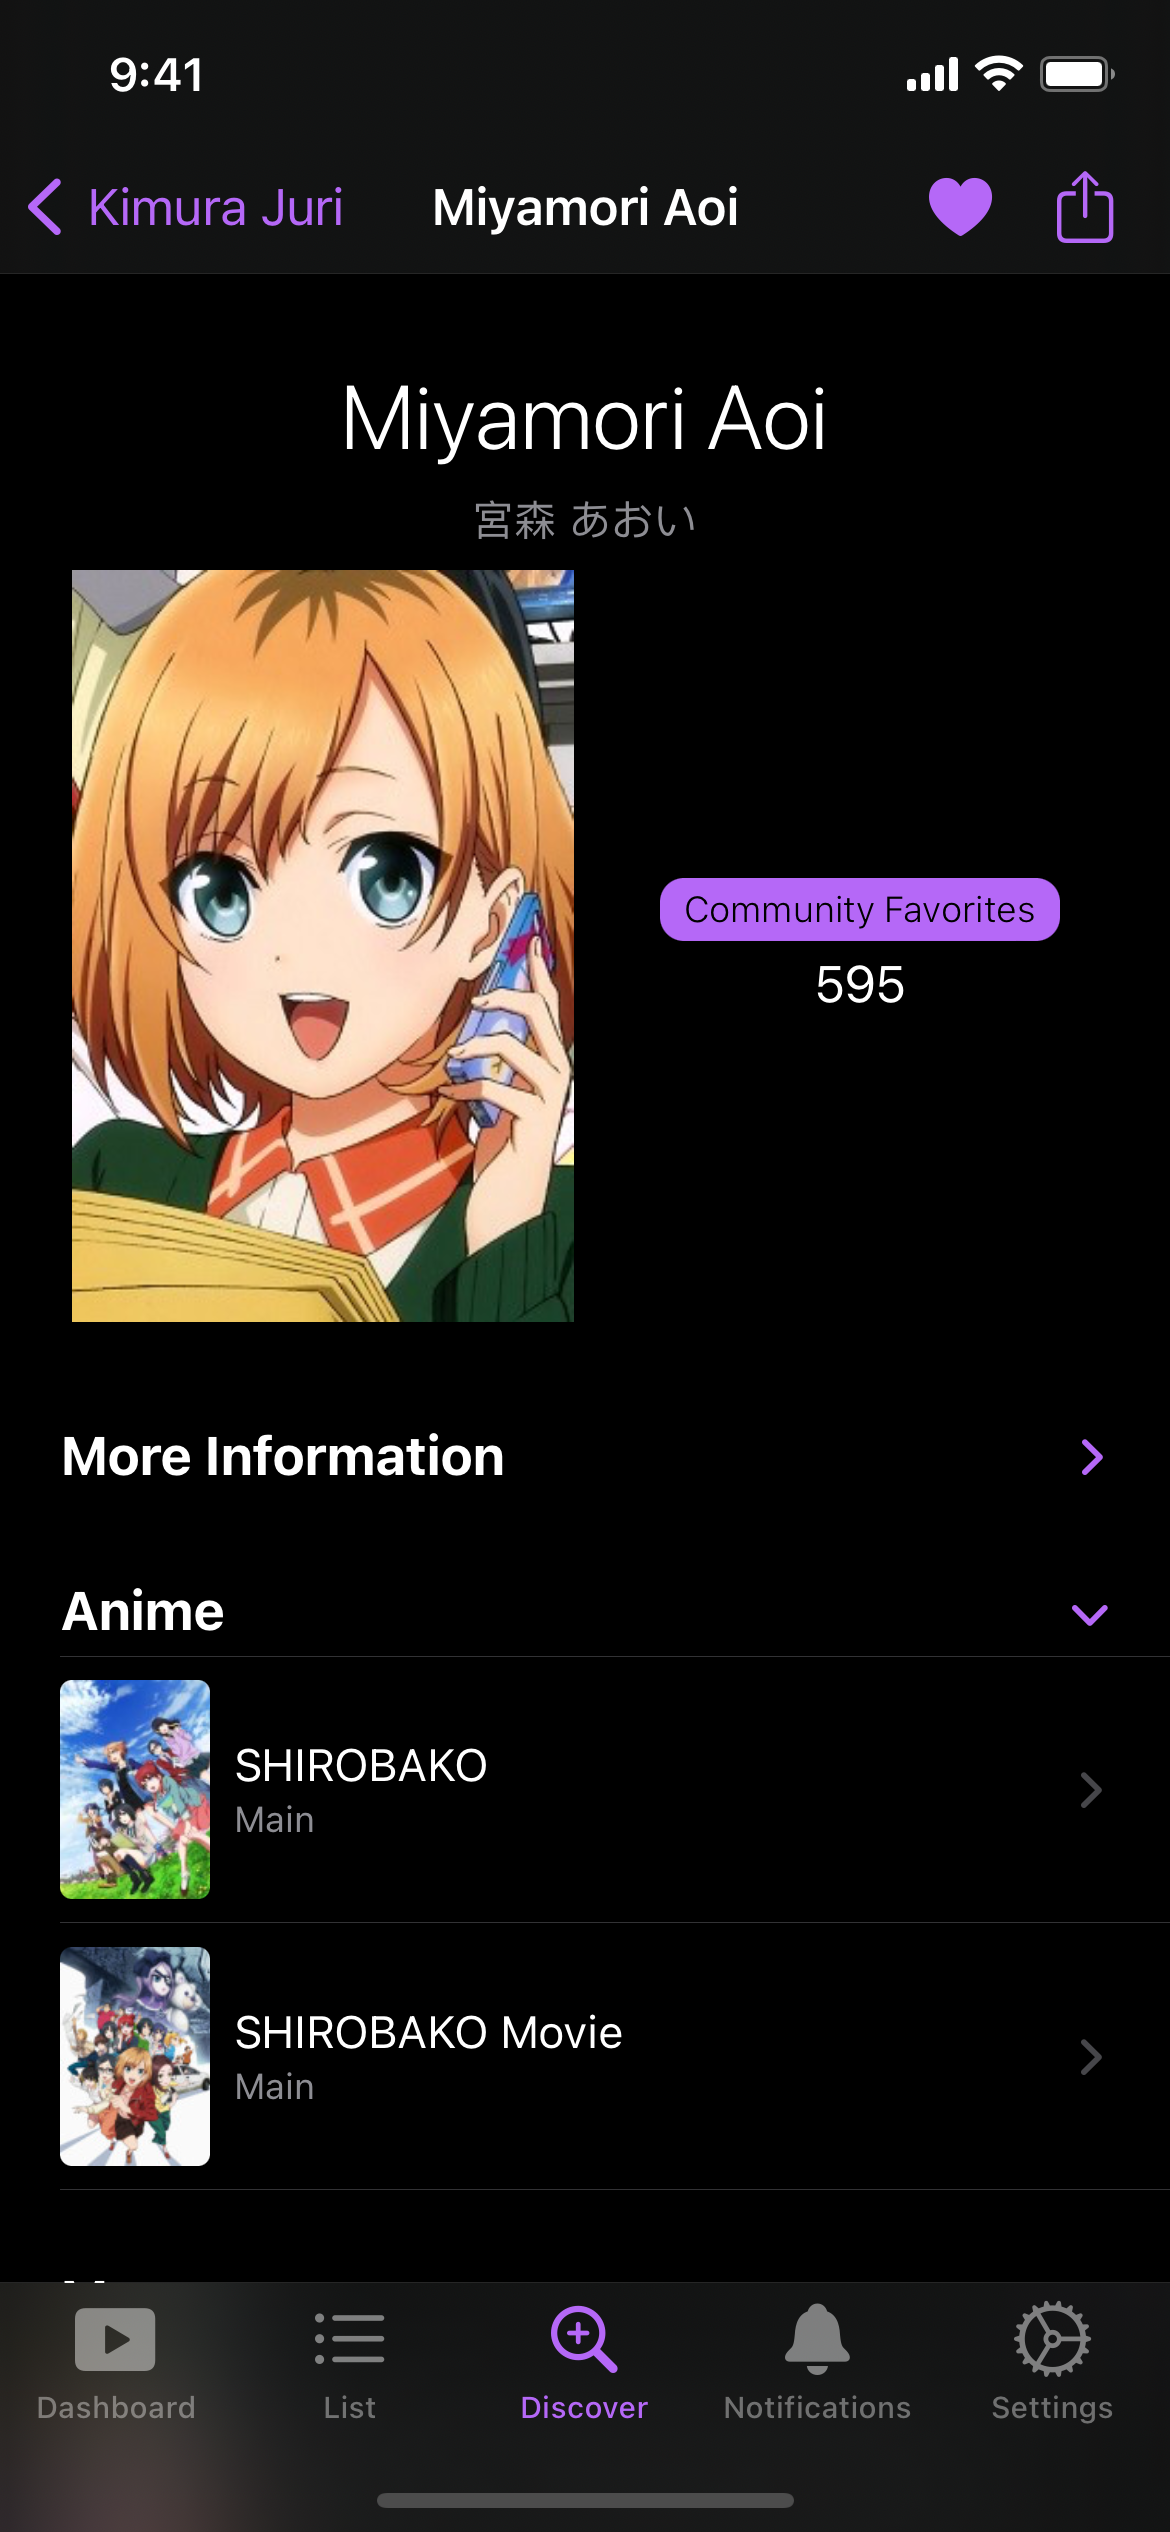 9:41
Kimura Juri
Miyamori Aoi
Miyamori Aoi
宮森 あおい
Community Favorites
595
More Information
Anime
SHIROBAKO
Main
SHIROBAKO Movie
Main
Dashboard
List
Discover
Notifications
Settings